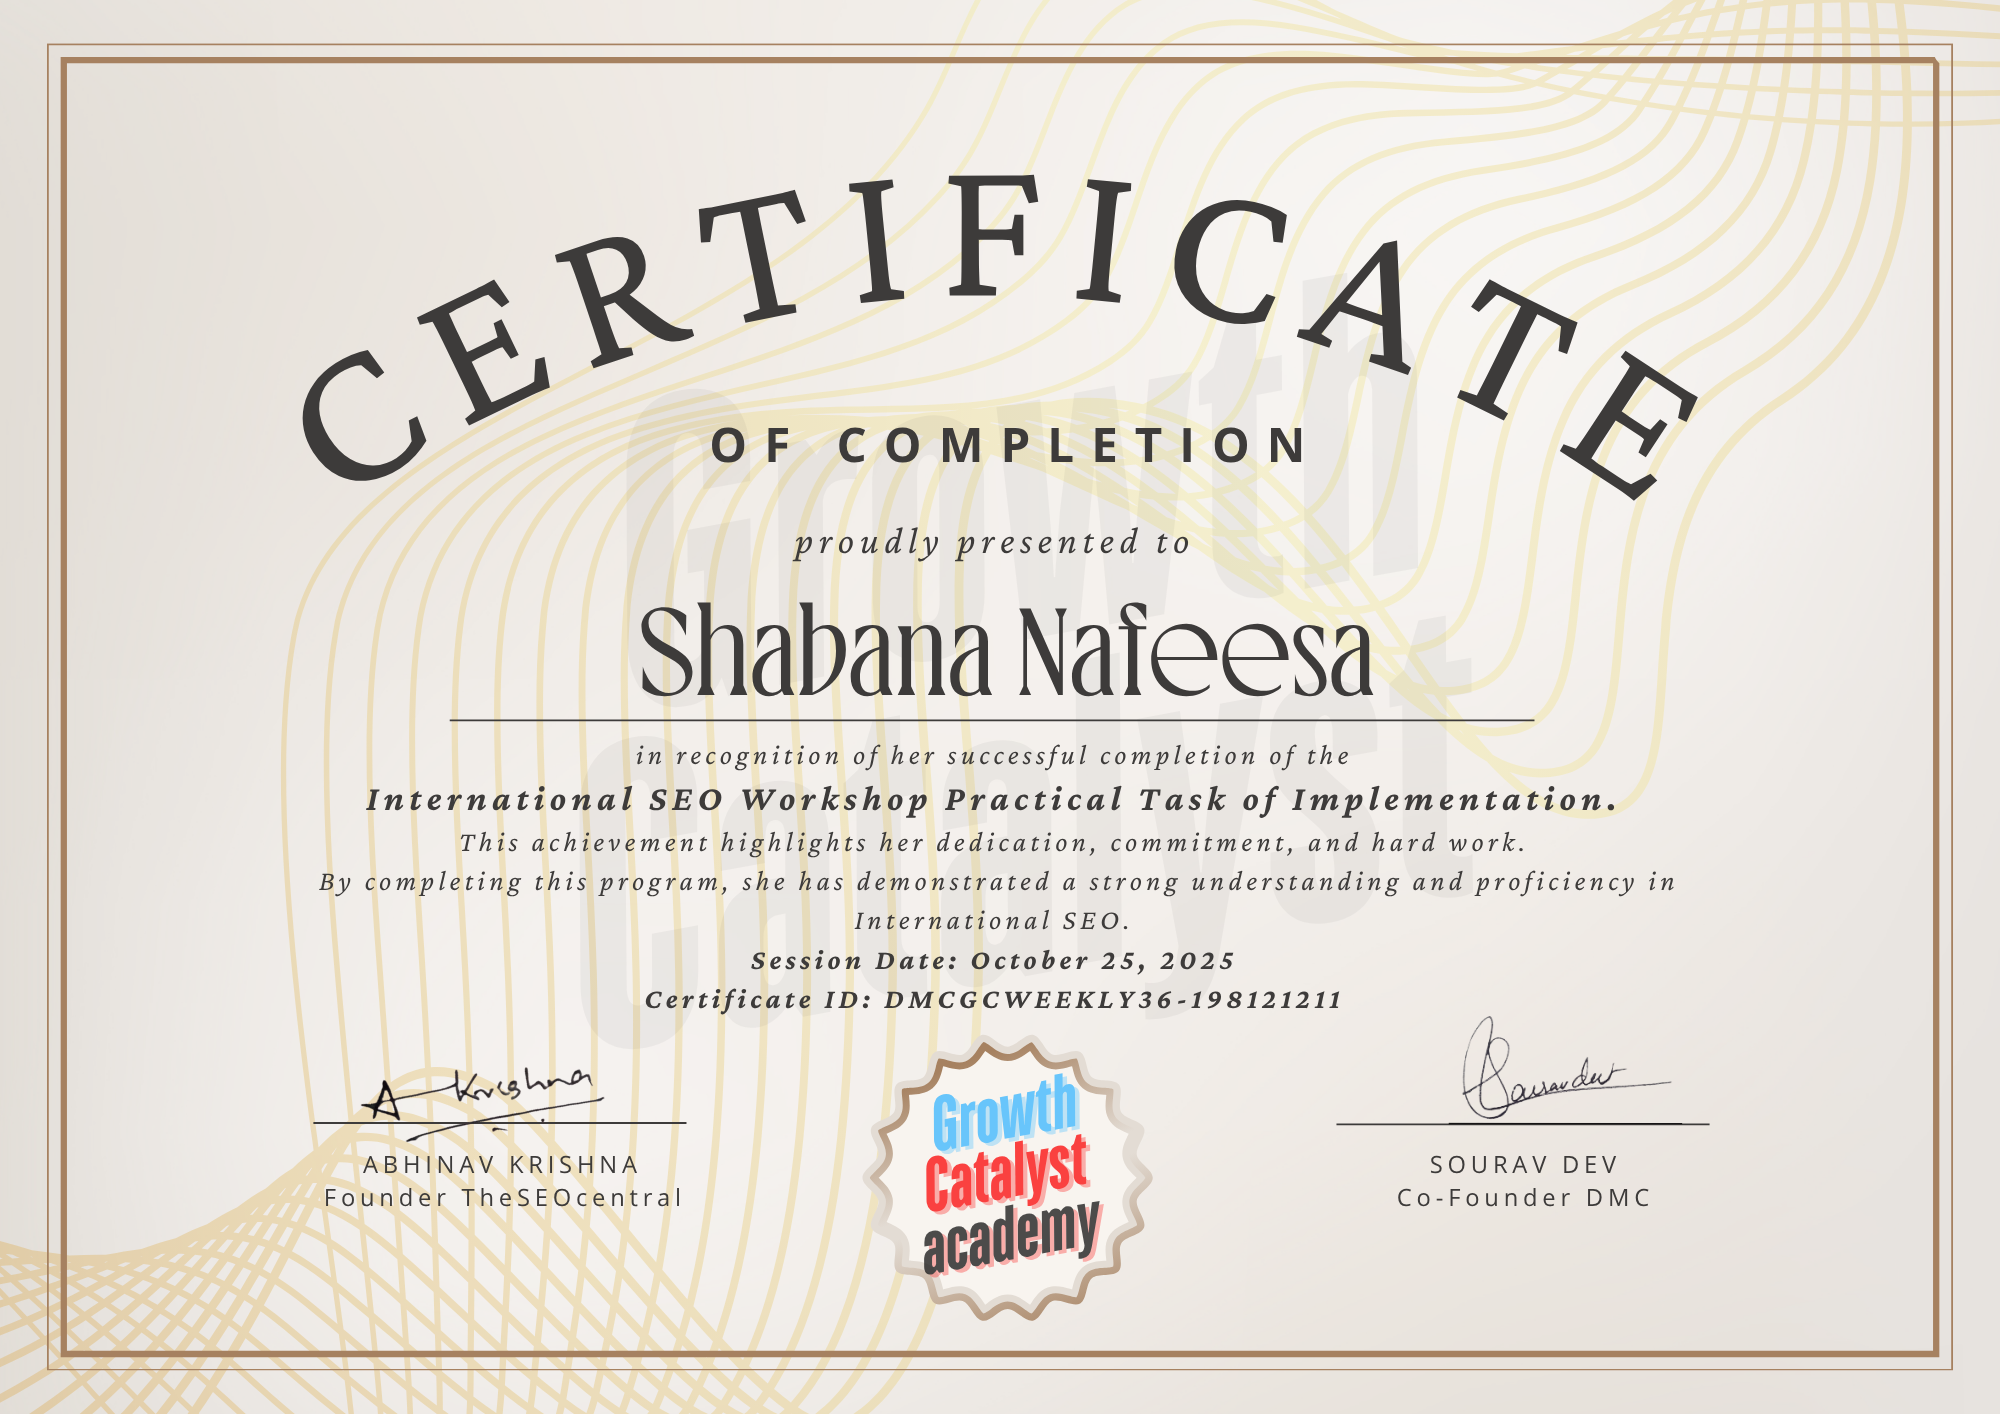 CERTIFICATE
OF COMPLETION
proudly presented to
Shabana Nafeesa
in recognition of her successful completion of the
International SEO Workshop Practical Task of Implementation.
This achievement highlights her dedication, commitment, and hard work.
By completing this program, she has demonstrated a strong understanding and proficiency in
International SEO.
Session Date: October 25, 2025
Certificate ID: DMCGCWEEKLY36-198121211
A Krishna
ABHINAV KRISHNA
Founder TheSEOcentral
Growth
Catalyst
academy
Souravdev
SOURAV DEV
Co-Founder DMC
Growth
Catalyst